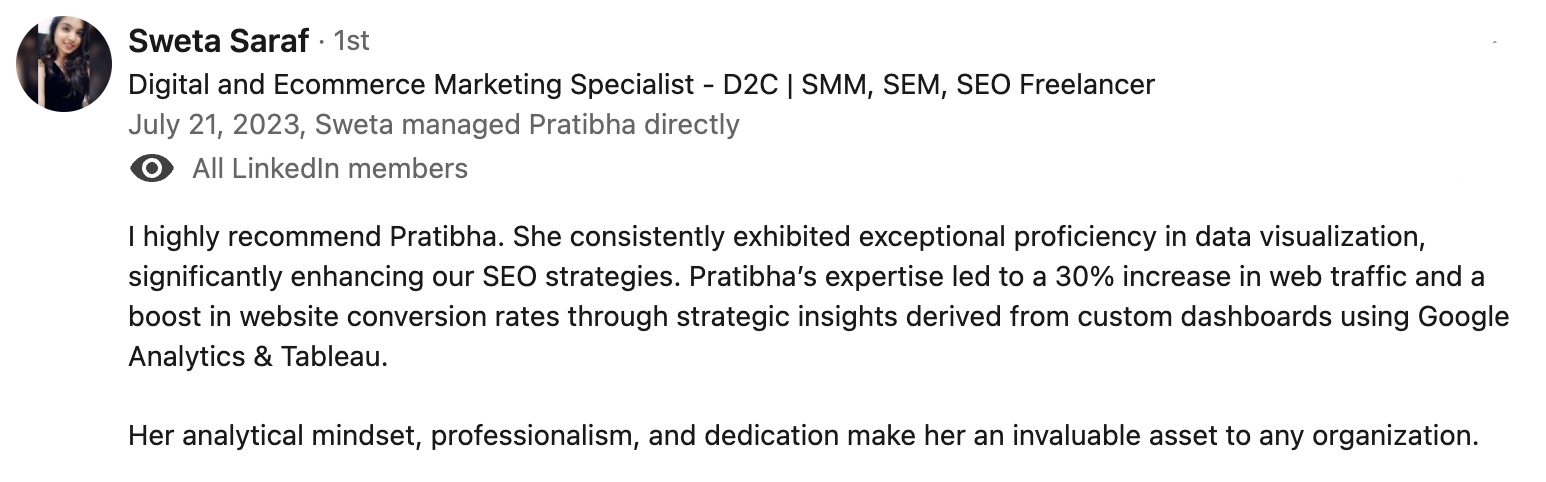 Sweta Saraf · 1st
Digital and Ecommerce Marketing Specialist - D2C | SMM, SEM, SEO Freelancer
July 21, 2023, Sweta managed Pratibha directly
All LinkedIn members
I highly recommend Pratibha. She consistently exhibited exceptional proficiency in data visualization,
significantly enhancing our SEO strategies. Pratibha’s expertise led to a 30% increase in web traffic and a
boost in website conversion rates through strategic insights derived from custom dashboards using Google
Analytics & Tableau.
Her analytical mindset, professionalism, and dedication make her an invaluable asset to any organization.